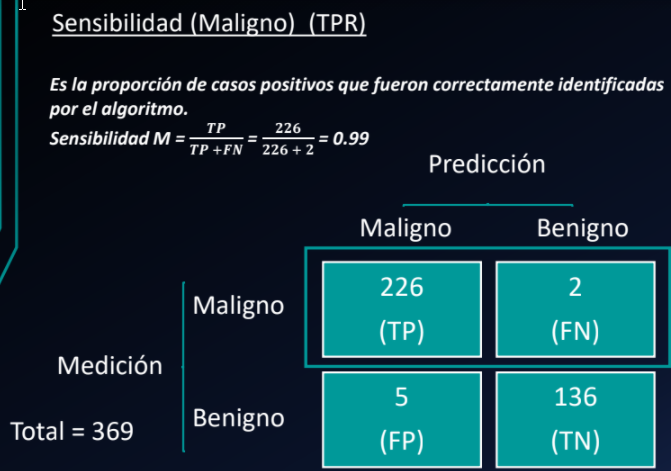 Sensibilidad (Maligno) (TPR)
Es la proporción de casos positivos que fueron correctamente identificadas
por el algoritmo.
Sensibilidad M = TP / TP +FN = 226 / 226 + 2 = 0.99
Predicción
Maligno Benigno
Maligno 226 (TP) 2 (FN)
Medición
Benigno 5 (FP) 136 (TN)
Total = 369